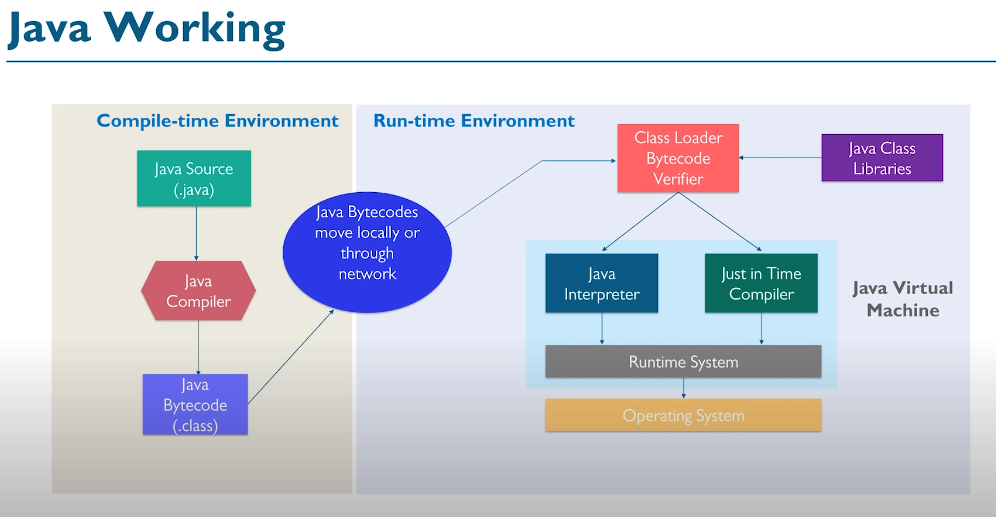 Java Working
Compile-time Environment
Java Source
(.java)
Java
Compiler
Java
Bytecode
(.class)
Java Bytecodes
move locally or
through
network
Run-time Environment
Class Loader
Bytecode
Verifier
Java Class
Libraries
Java
Interpreter
Just in Time
Compiler
Java Virtual
Machine
Runtime System
Operating System